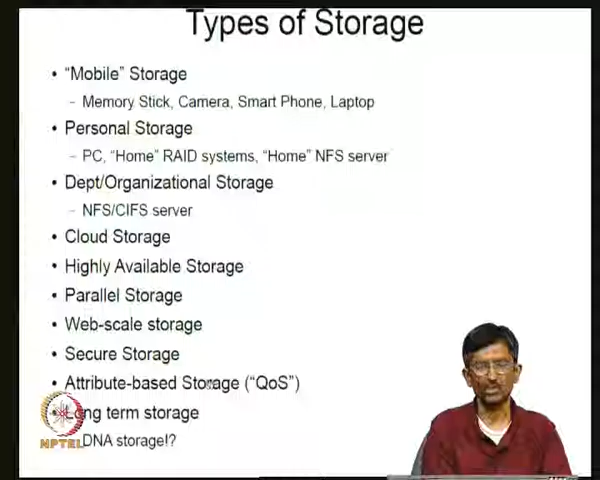 Types of Storage
• "Mobile" Storage
– Memory Stick, Camera, Smart Phone, Laptop
• Personal Storage
– PC, "Home" RAID systems, "Home" NFS server
• Dept/Organizational Storage
– NFS/CIFS server
• Cloud Storage
• Highly Available Storage
• Parallel Storage
• Web-scale storage
• Secure Storage
• Attribute-based Storage ("QoS")
• Long term storage
DNA storage!?
NPTEL